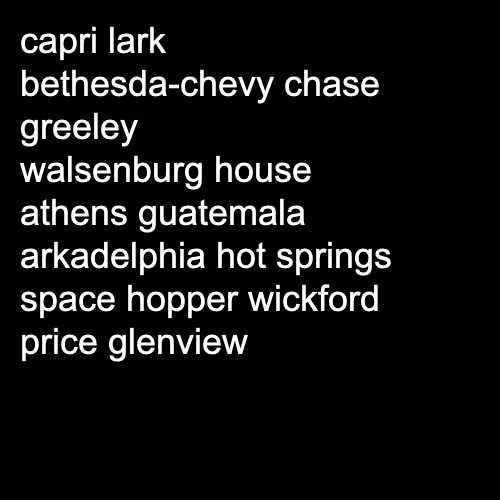 capri lark
bethesda-chevy chase
greeley
walsenburg house
athens guatemala
arkadelphia hot springs
space hopper wickford
price glenview